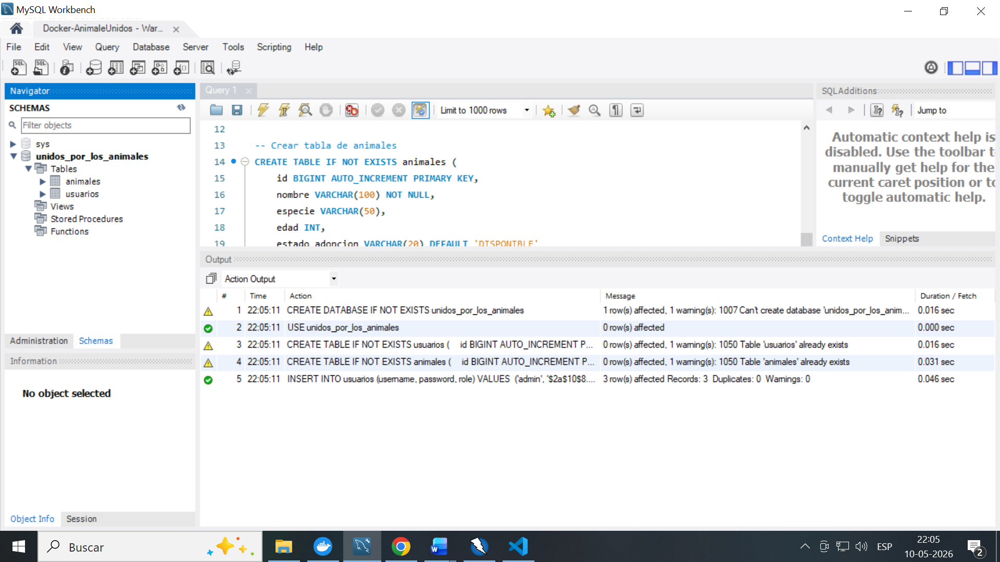 MySQL Workbench
Docker-AnimaleUnidos - War...
File Edit View Query Database Server Tools Scripting Help
Navigator
SCHEMAS
Filter objects
sys
unidos_por_los_animales
Tables
animales
usuarios
Views
Stored Procedures
Functions
Administration Schemas
Information
No object selected
Object Info Session
Query 1
Limit to 1000 rows
12
13 -- Crear tabla de animales
14 CREATE TABLE IF NOT EXISTS animales (
15 id BIGINT AUTO_INCREMENT PRIMARY KEY,
16 nombre VARCHAR(100) NOT NULL,
17 especie VARCHAR(50),
18 edad INT,
19 estado_adopcion VARCHAR(20) DEFAULT 'DISPONIBLE'
SQLAdditions
Jump to
Automatic context help is
disabled. Use the toolbar to
manually get help for the
current caret position or to
toggle automatic help.
Context Help Snippets
Output
Action Output
# Time Action Message Duration / Fetch
1 22:05:11 CREATE DATABASE IF NOT EXISTS unidos_por_los_animales 1 row(s) affected, 1 warning(s): 1007 Can't create database 'unidos_por_los_anim... 0.016 sec
2 22:05:11 USE unidos_por_los_animales 0 row(s) affected 0.000 sec
3 22:05:11 CREATE TABLE IF NOT EXISTS usuarios ( id BIGINT AUTO_INCREMENT P... 0 row(s) affected, 1 warning(s): 1050 Table 'usuarios' already exists 0.016 sec
4 22:05:11 CREATE TABLE IF NOT EXISTS animales ( id BIGINT AUTO_INCREMENT P... 0 row(s) affected, 1 warning(s): 1050 Table 'animales' already exists 0.031 sec
5 22:05:11 INSERT INTO usuarios (username, password, role) VALUES ('admin', '$2a$10$8.... 3 row(s) affected Records: 3 Duplicates: 0 Warnings: 0 0.046 sec
Buscar
ESP
22:05
10-05-2026
2